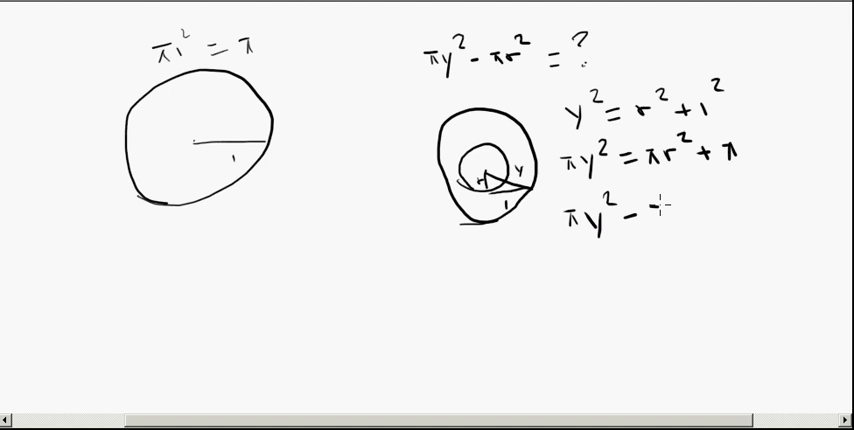 π1² = π
1
πy² - πr² = ?
y² = r² + 1²
πy² = πr² + π
πy² -
y
r
1